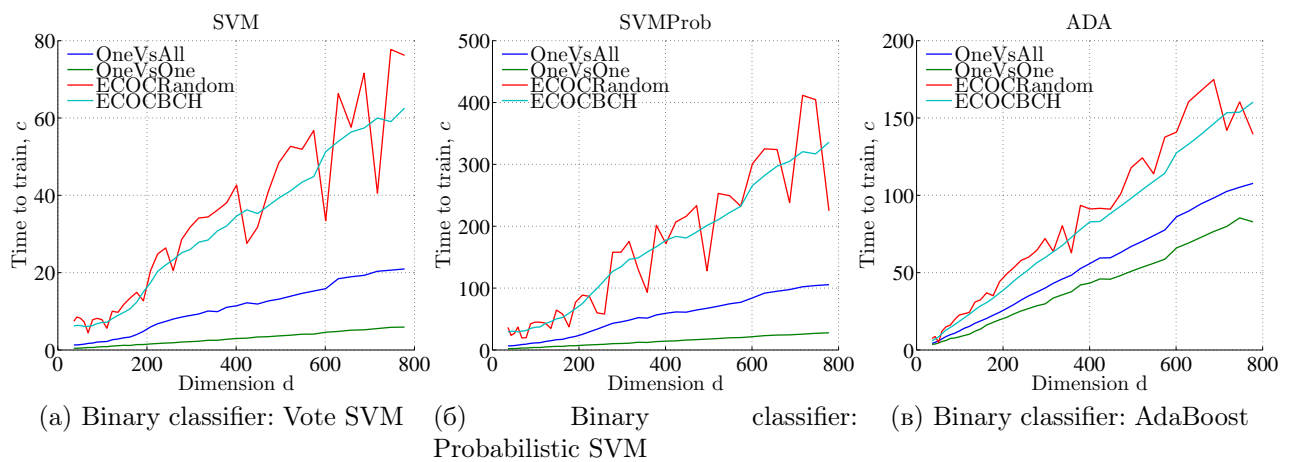 SVM
80
60
40
20
0
0 200 400 600 800
Time to train, c
Dimension d
OneVsAll
OneVsOne
ECOCRandom
ECOCBCH
(а) Binary classifier: Vote SVM
SVMProb
500
400
300
200
100
0
0 200 400 600 800
Time to train, c
Dimension d
OneVsAll
OneVsOne
ECOCRandom
ECOCBCH
(б) Binary classifier:
Probabilistic SVM
ADA
200
150
100
50
0
0 200 400 600 800
Time to train, c
Dimension d
OneVsAll
OneVsOne
ECOCRandom
ECOCBCH
(в) Binary classifier: AdaBoost